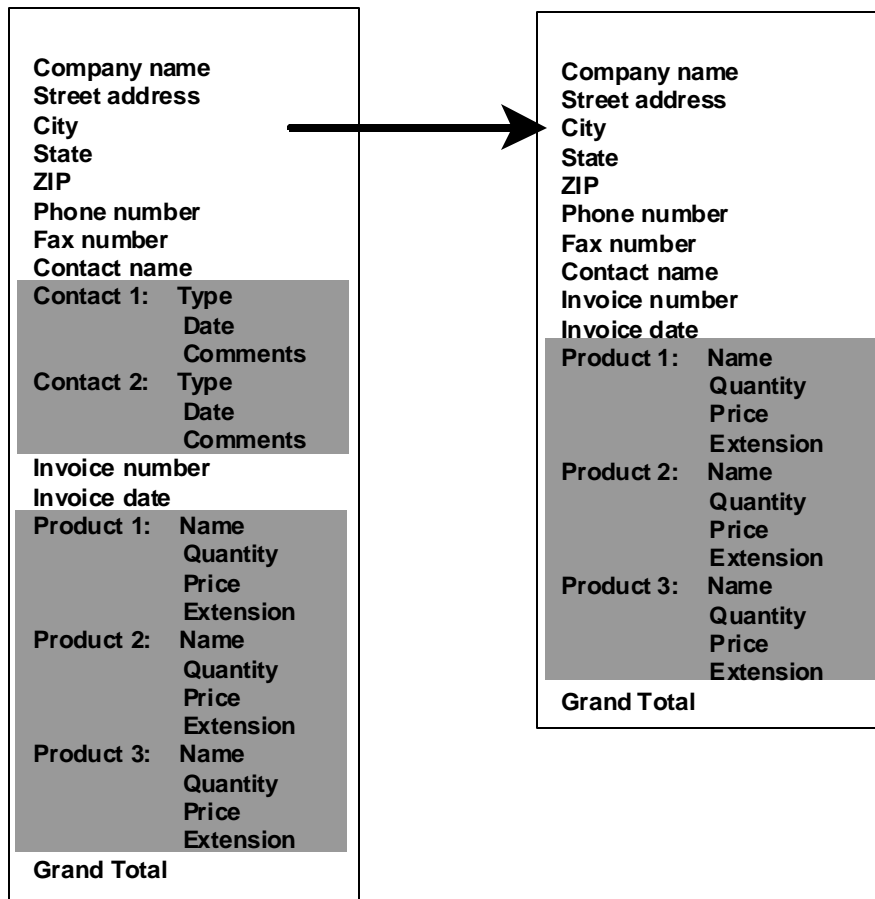 Company name
Street address
City
State
ZIP
Phone number
Fax number
Contact name
Contact 1: Type
Date
Comments
Contact 2: Type
Date
Comments
Invoice number
Invoice date
Product 1: Name
Quantity
Price
Extension
Product 2: Name
Quantity
Price
Extension
Product 3: Name
Quantity
Price
Extension
Grand Total
Company name
Street address
City
State
ZIP
Phone number
Fax number
Contact name
Invoice number
Invoice date
Product 1: Name
Quantity
Price
Extension
Product 2: Name
Quantity
Price
Extension
Product 3: Name
Quantity
Price
Extension
Grand Total